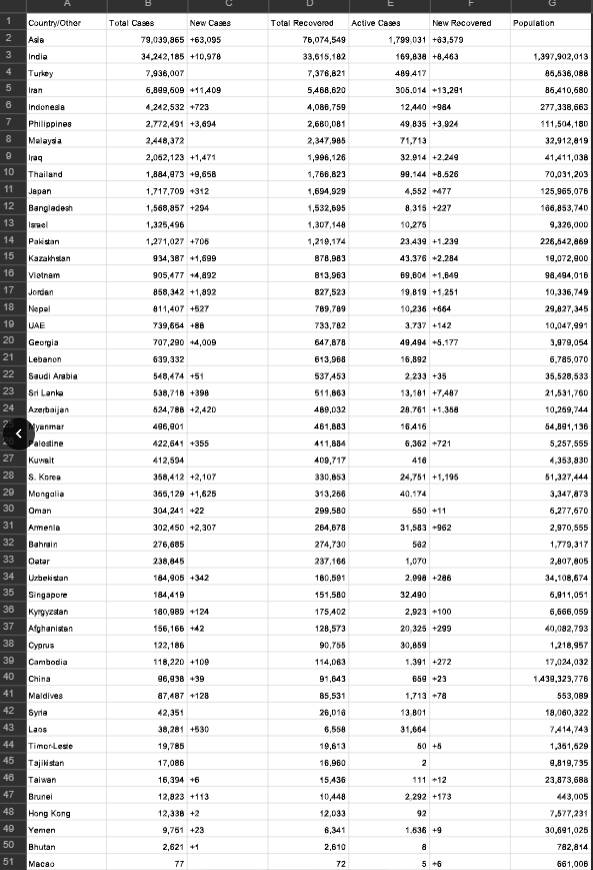 A B C D E F G
1 Country/Other Total Cases New Cases Total Recovered Active Cases New Recovered Population
2 Asia 79,039,865 +63,095 76,074,549 1,799,031 +63,579
3 India 34,242,185 +10,978 33,615,182 169,838 +8,463 1,397,902,013
4 Turkey 7,936,007 7,376,821 489,417 85,536,088
5 Iran 5,899,509 +11,409 5,468,620 305,014 +13,291 85,410,680
6 Indonesia 4,242,532 +723 4,086,759 12,440 +984 277,338,663
7 Philippines 2,772,491 +3,694 2,680,081 49,835 +3,924 111,504,180
8 Malaysia 2,448,372 2,347,985 71,713 32,912,819
9 Iraq 2,052,123 +1,471 1,996,126 32,914 +2,249 41,411,038
10 Thailand 1,884,973 +9,658 1,766,823 99,144 +8,526 70,031,203
11 Japan 1,717,709 +312 1,694,929 4,552 +477 125,965,076
12 Bangladesh 1,568,857 +294 1,532,695 8,315 +227 166,853,740
13 Israel 1,325,496 1,307,148 10,275 9,326,000
14 Pakistan 1,271,027 +706 1,219,174 23,439 +1,239 226,542,869
15 Kazakhstan 934,387 +1,699 878,983 43,376 +2,284 19,072,900
16 Vietnam 905,477 +4,892 813,963 69,604 +1,649 98,494,016
17 Jordan 858,342 +1,892 827,523 19,819 +1,251 10,336,749
18 Nepal 811,407 +527 789,789 10,236 +664 29,827,345
19 UAE 739,654 +88 733,782 3,737 +142 10,047,991
20 Georgia 707,290 +4,009 647,878 49,494 +5,177 3,979,054
21 Lebanon 639,332 613,968 16,892 6,785,070
22 Saudi Arabia 548,474 +51 537,453 2,233 +35 35,528,533
23 Sri Lanka 538,718 +398 511,863 13,181 +7,487 21,531,760
24 Azerbaijan 524,788 +2,420 489,032 28,761 +1,358 10,259,744
Myanmar 496,901 461,883 16,416 54,891,136
Palestine 422,641 +355 411,884 6,362 +721 5,257,555
27 Kuwait 412,594 409,717 416 4,353,830
28 S. Korea 358,412 +2,107 330,853 24,751 +1,195 51,327,444
29 Mongolia 355,129 +1,625 313,256 40,174 3,347,873
30 Oman 304,241 +22 299,580 550 +11 5,277,670
31 Armenia 302,450 +2,307 264,678 31,583 +962 2,970,555
32 Bahrain 276,685 274,730 562 1,779,317
33 Qatar 238,845 237,166 1,070 2,807,805
34 Uzbekistan 184,905 +342 180,591 2,998 +286 34,108,674
35 Singapore 184,419 151,580 32,490 5,911,051
36 Kyrgyzstan 180,989 +124 175,402 2,923 +100 6,666,059
37 Afghanistan 156,166 +42 128,573 20,325 +299 40,082,793
38 Cyprus 122,186 90,755 30,859 1,218,957
39 Cambodia 118,220 +109 114,063 1,391 +272 17,024,032
40 China 96,938 +39 91,643 659 +23 1,439,323,776
41 Maldives 87,487 +128 85,531 1,713 +78 553,089
42 Syria 42,351 26,016 13,801 18,060,322
43 Laos 38,281 +530 6,558 31,664 7,414,743
44 Timor-Leste 19,785 19,613 50 +5 1,351,529
45 Tajikistan 17,086 16,960 2 9,819,735
46 Taiwan 16,394 +6 15,436 111 +12 23,873,688
47 Brunei 12,823 +113 10,448 2,292 +173 443,005
48 Hong Kong 12,338 +2 12,033 92 7,577,231
49 Yemen 9,751 +23 6,341 1,636 +9 30,691,025
50 Bhutan 2,621 +1 2,610 8 782,814
51 Macao 77 72 5 +6 661,006